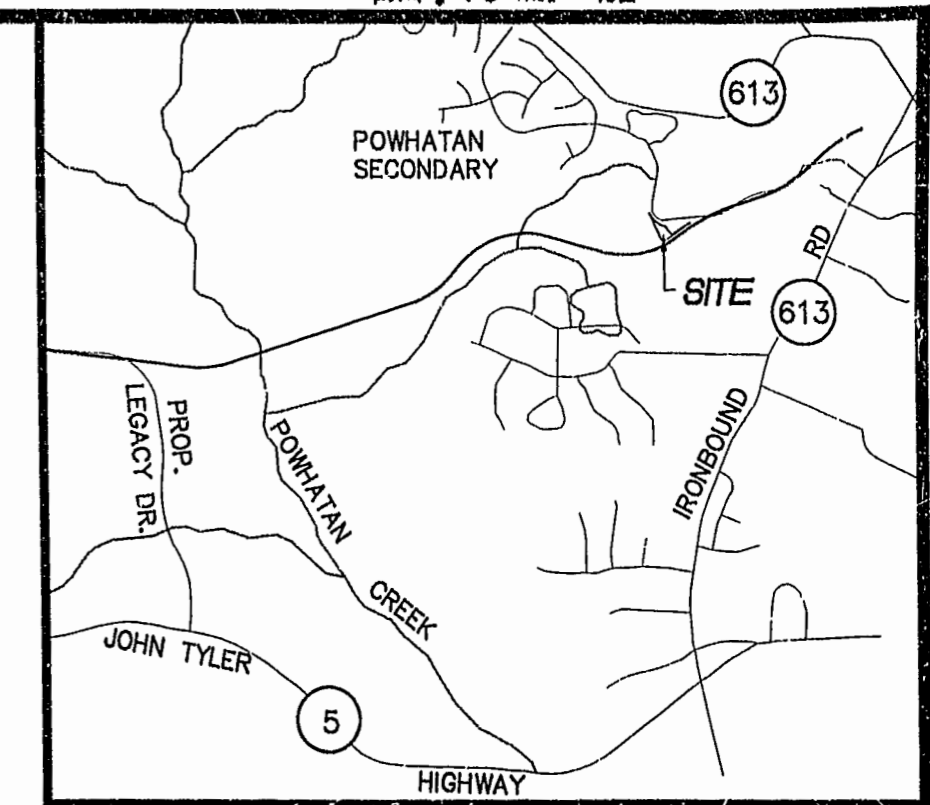 613
POWHATAN
SECONDARY
RD
SITE
613
PROP.
LEGACY DR.
POWHATAN
CREEK
IRONBOUND
JOHN TYLER
5
HIGHWAY